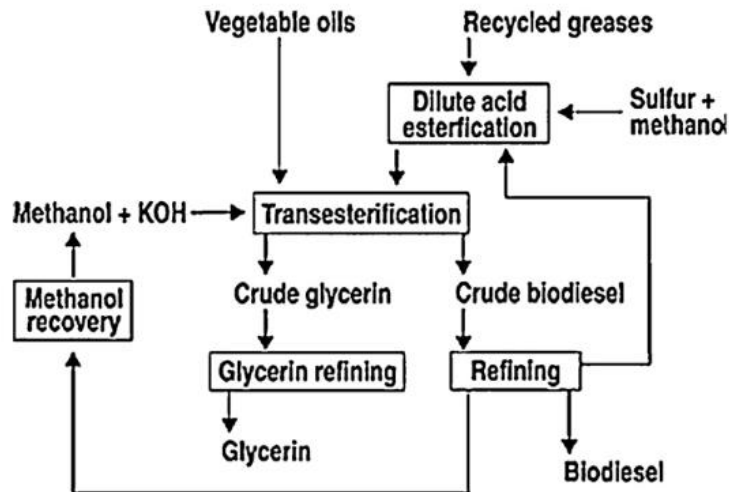 Vegetable oils
Recycled greases
Dilute acid
esterfication
Sulfur +
methanol
Methanol + KOH
Transesterification
Methanol
recovery
Crude glycerin
Crude biodiesel
Glycerin refining
Refining
Glycerin
Biodiesel